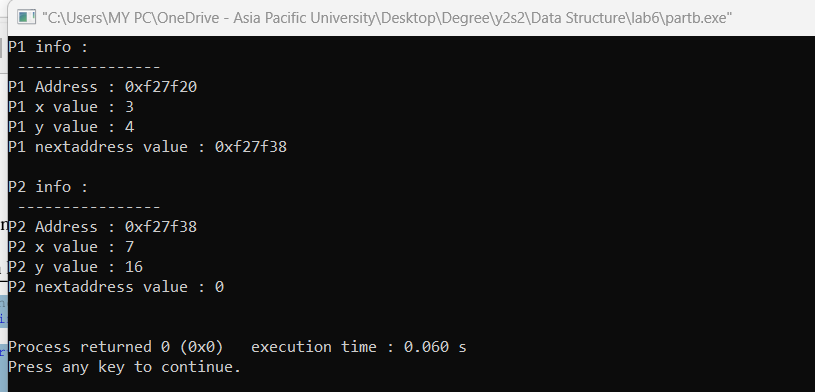 "C:\Users\MY PC\OneDrive - Asia Pacific University\Desktop\Degree\y2s2\Data Structure\lab6\partb.exe"
P1 info :
 ----------------
P1 Address : 0xf27f20
P1 x value : 3
P1 y value : 4
P1 nextaddress value : 0xf27f38
P2 info :
 ----------------
P2 Address : 0xf27f38
P2 x value : 7
P2 y value : 16
P2 nextaddress value : 0
Process returned 0 (0x0)   execution time : 0.060 s
Press any key to continue.